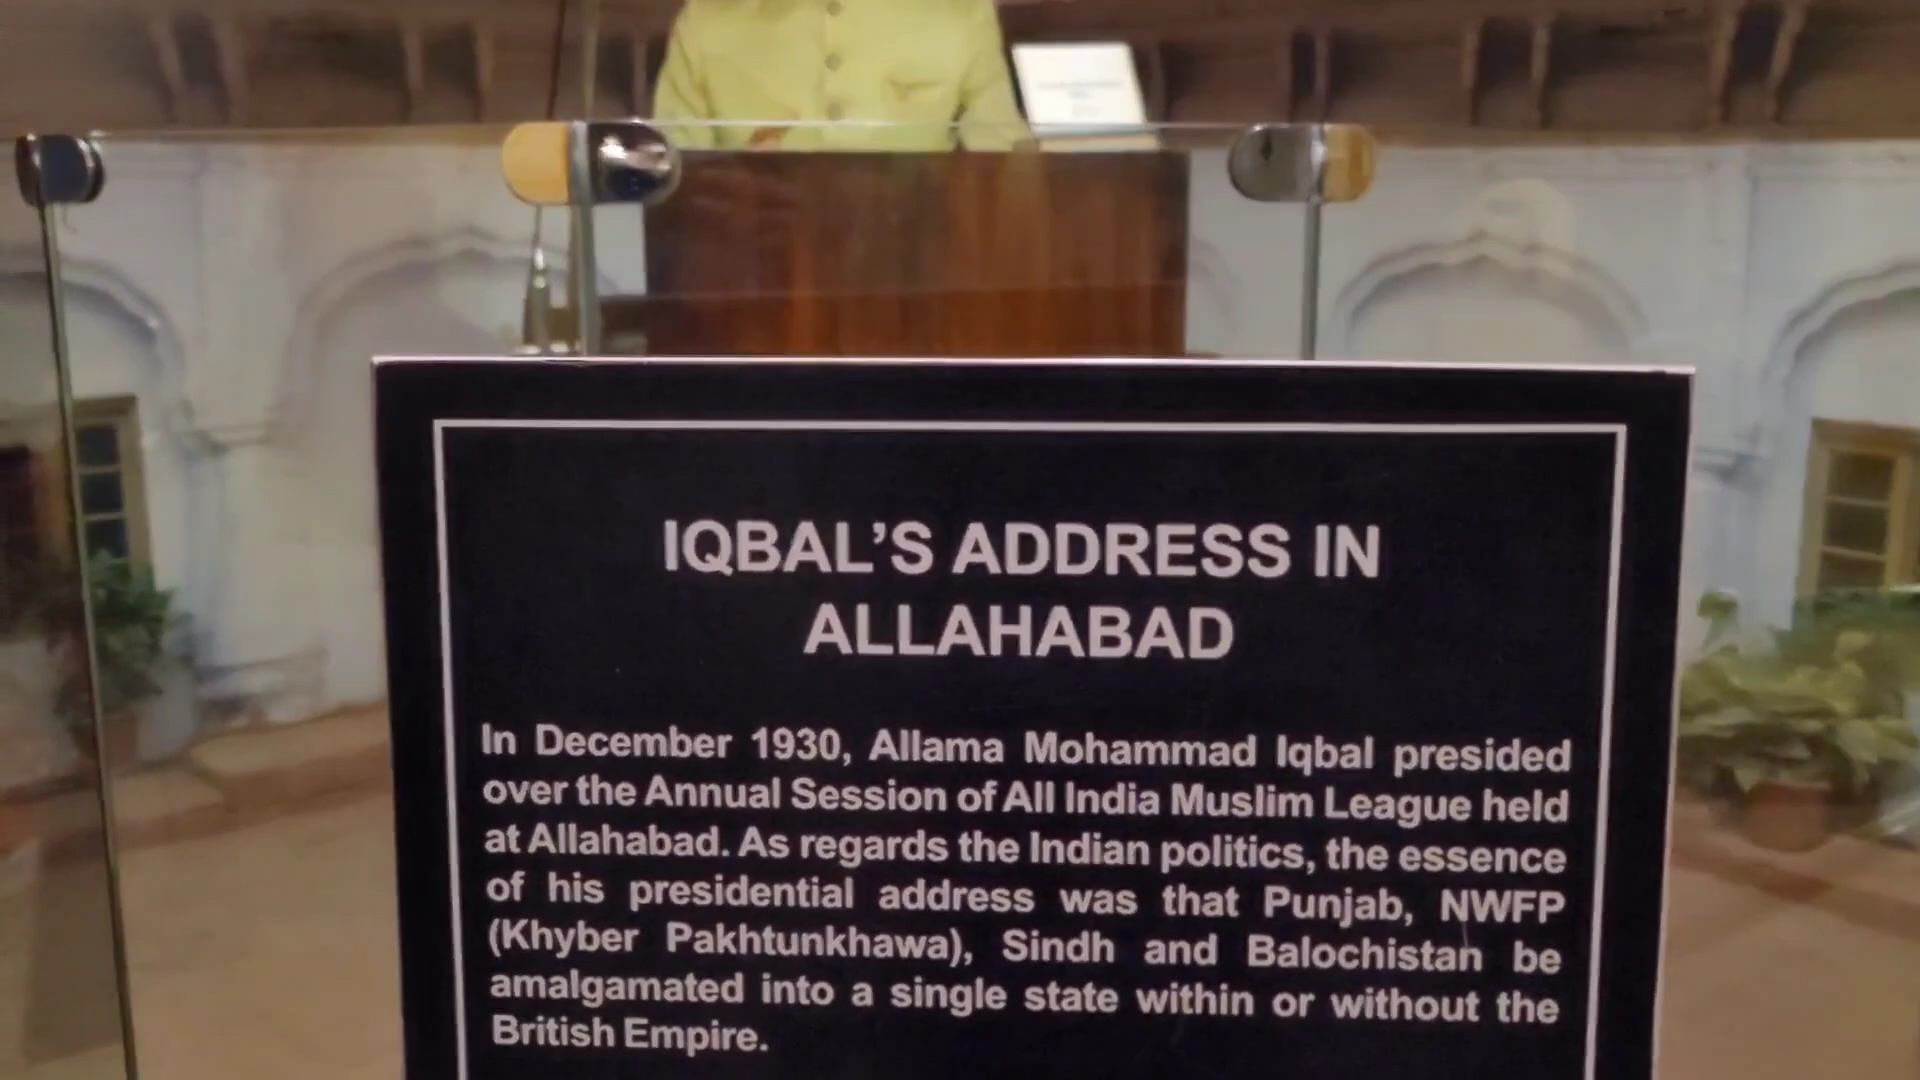 IQBAL’S ADDRESS IN
ALLAHABAD
In December 1930, Allama Mohammad Iqbal presided
over the Annual Session of All India Muslim League held
at Allahabad. As regards the Indian politics, the essence
of his presidential address was that Punjab, NWFP
(Khyber Pakhtunkhawa), Sindh and Balochistan be
amalgamated into a single state within or without the
British Empire.